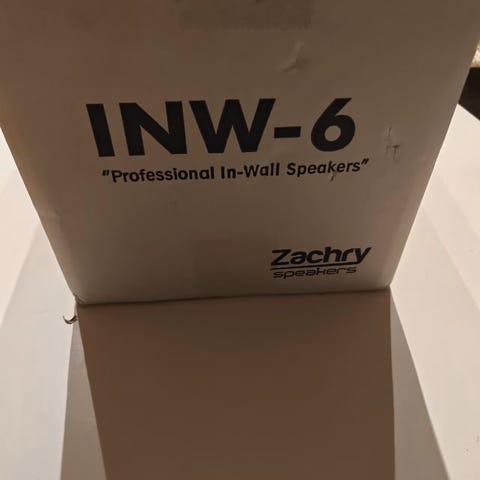 INW-6
"Professional In-Wall Speakers"
Zachry
speakers